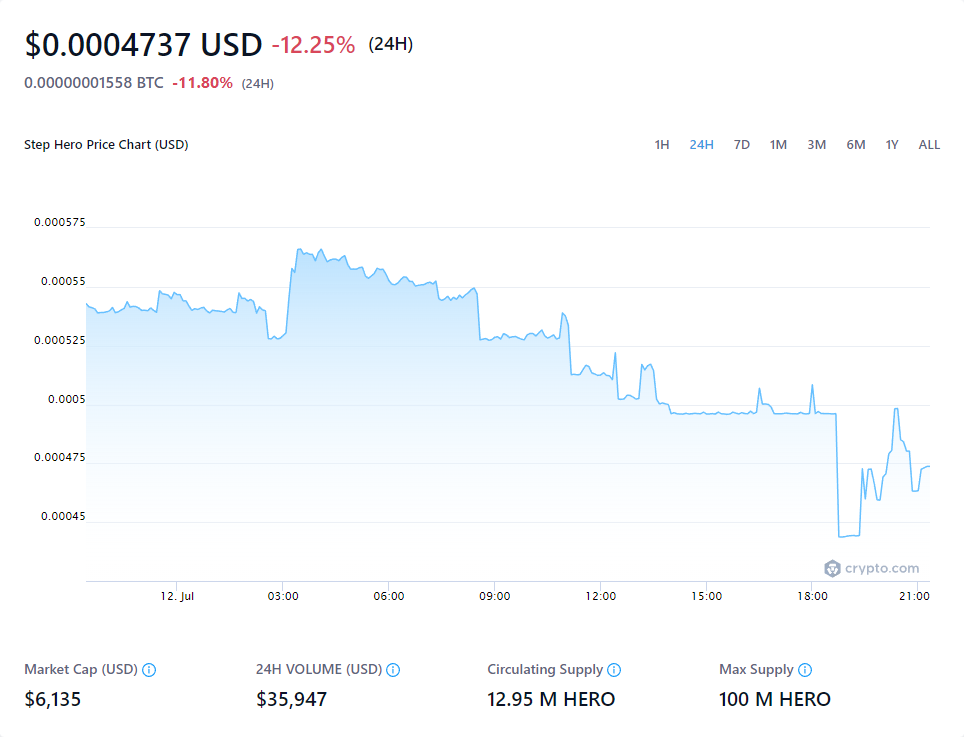 $0.0004737 USD -12.25% (24H)
0.00000001558 BTC -11.80% (24H)
Step Hero Price Chart (USD) 1H 24H 7D 1M 3M 6M 1Y ALL
0.000575
0.00055
0.000525
0.0005
0.000475
0.00045
crypto.com
12. Jul 03:00 06:00 09:00 12:00 15:00 18:00 21:00
Market Cap (USD) 24H VOLUME (USD) Circulating Supply Max Supply
$6,135 $35,947 12.95 M HERO 100 M HERO